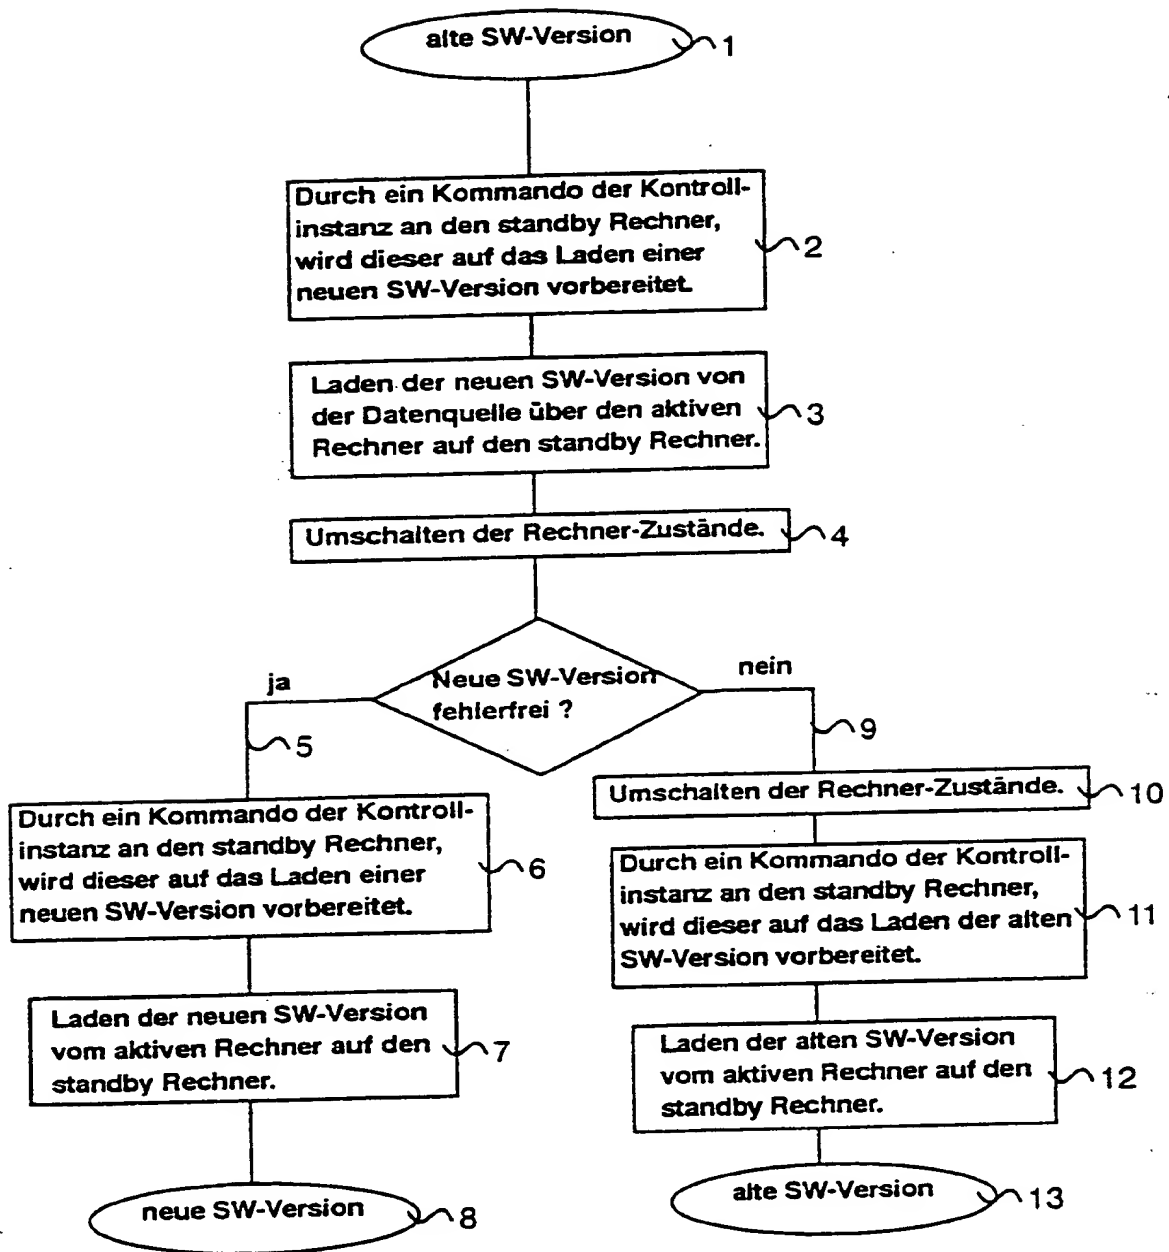 alte SW-Version
1
Durch ein Kommando der Kontroll-
instanz an den standby Rechner,
wird dieser auf das Laden einer
neuen SW-Version vorbereitet.
2
Laden der neuen SW-Version von
der Datenquelle über den aktiven
Rechner auf den standby Rechner.
3
Umschalten der Rechner-Zustände.
4
Neue SW-Version
fehlerfrei ?
ja
nein
5
9
Durch ein Kommando der Kontroll-
instanz an den standby Rechner,
wird dieser auf das Laden einer
neuen SW-Version vorbereitet.
6
Laden der neuen SW-Version
vom aktiven Rechner auf den
standby Rechner.
7
neue SW-Version
8
Umschalten der Rechner-Zustände.
10
Durch ein Kommando der Kontroll-
instanz an den standby Rechner,
wird dieser auf das Laden der alten
SW-Version vorbereitet.
11
Laden der alten SW-Version
vom aktiven Rechner auf den
standby Rechner.
12
alte SW-Version
13